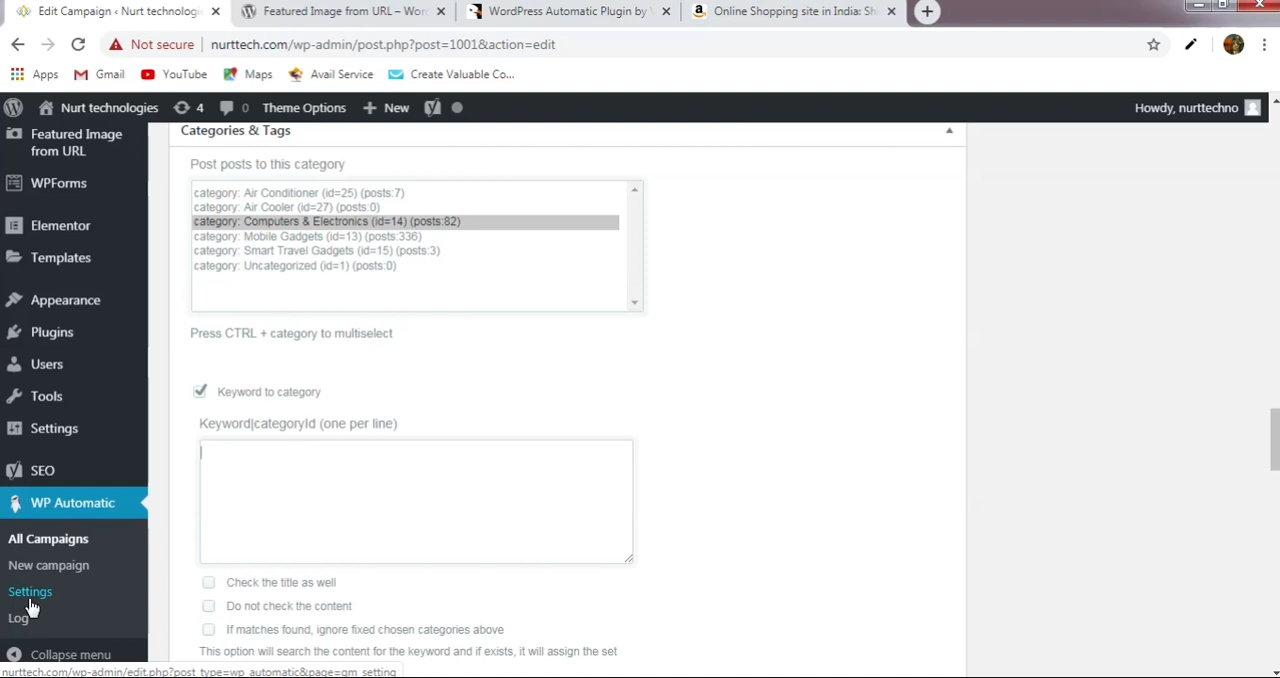 Edit Campaign ‹ Nurt technologi
Featured Image from URL – Wor
WordPress Automatic Plugin by V
Online Shopping site in India: Sh
Not secure nurttech.com/wp-admin/post.php?post=1001&action=edit
Apps Gmail YouTube Maps Avail Service Create Valuable Co...
Nurt technologies 4 0 Theme Options New Howdy, nurttechno
Featured Image
from URL
WPForms
Elementor
Templates
Appearance
Plugins
Users
Tools
Settings
SEO
WP Automatic
All Campaigns
New campaign
Settings
Log
Collapse menu
nurttech.com/wp-admin/edit.php?post_type=wp_automatic&page=gm_setting
Categories & Tags
Post posts to this category
category: Air Conditioner (id=25) (posts:7)
category: Air Cooler (id=27) (posts:0)
category: Computers & Electronics (id=14) (posts:82)
category: Mobile Gadgets (id=13) (posts:336)
category: Smart Travel Gadgets (id=15) (posts:3)
category: Uncategorized (id=1) (posts:0)
Press CTRL + category to multiselect
Keyword to category
Keyword|categoryId (one per line)
Check the title as well
Do not check the content
If matches found, ignore fixed chosen categories above
This option will search the content for the keyword and if exists, it will assign the set